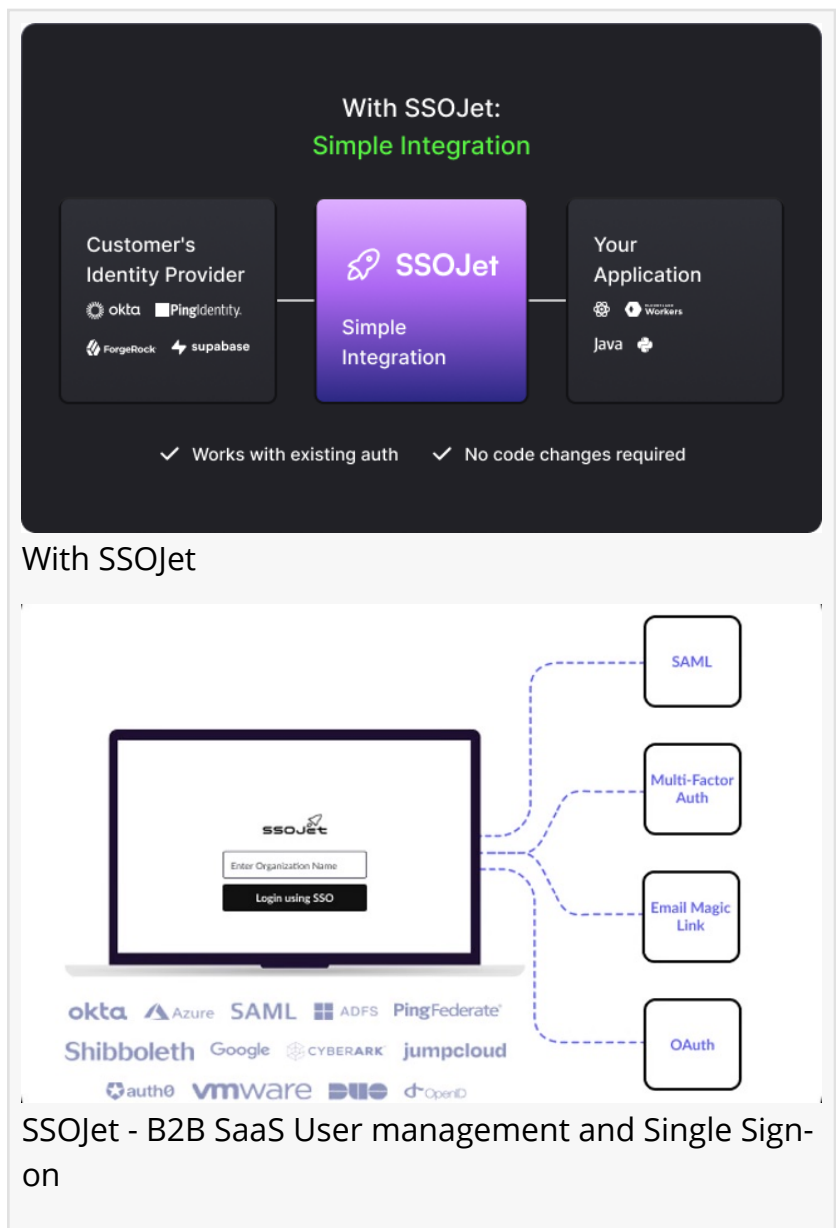 With SSOJet:
Simple Integration
Customer's
Identity Provider
okta PingIdentity.
ForgeRock supabase
SSOJet
Simple
Integration
Your
Application
Workers
Java
Works with existing auth No code changes required
With SSOJet
SAML
Multi-Factor
Auth
Email Magic
Link
OAuth
SSOJet
Enter Organization Name
Login using SSO
okta Azure SAML ADFS PingFederate®
Shibboleth Google CYBERARK® jumpcloud
auth0 vmware DUO OpenID
SSOJet - B2B SaaS User management and Single Sign-
on